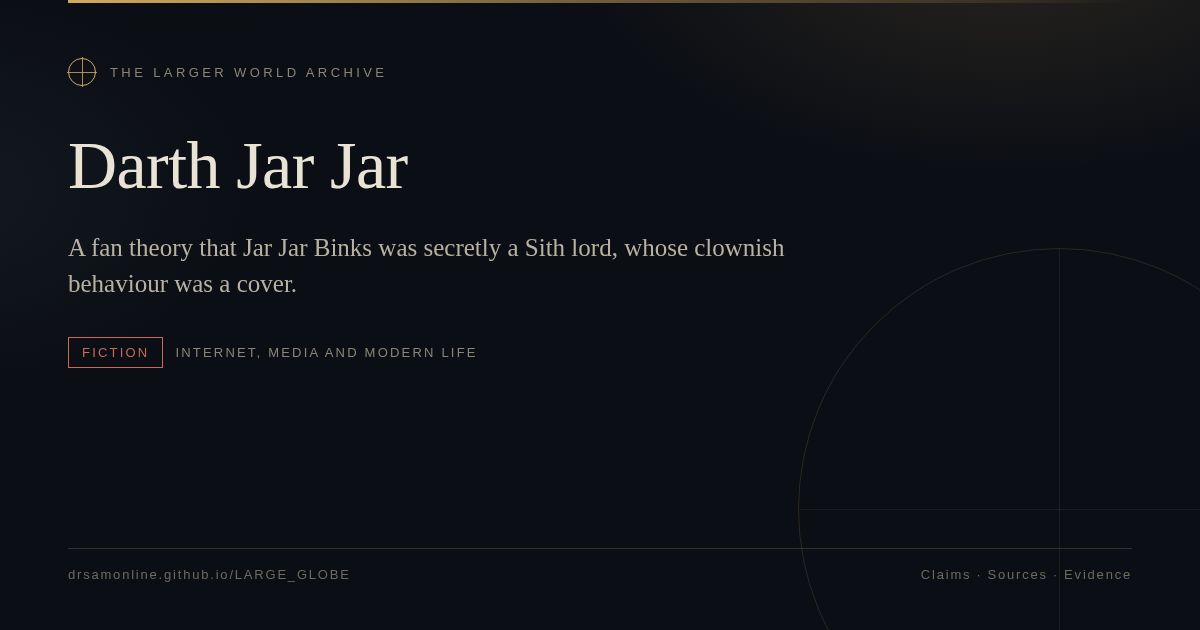 THE LARGER WORLD ARCHIVE
Darth Jar Jar
A fan theory that Jar Jar Binks was secretly a Sith lord, whose clownish
behaviour was a cover.
FICTION INTERNET, MEDIA AND MODERN LIFE
drsamonline.github.io/LARGE_GLOBE
Claims · Sources · Evidence